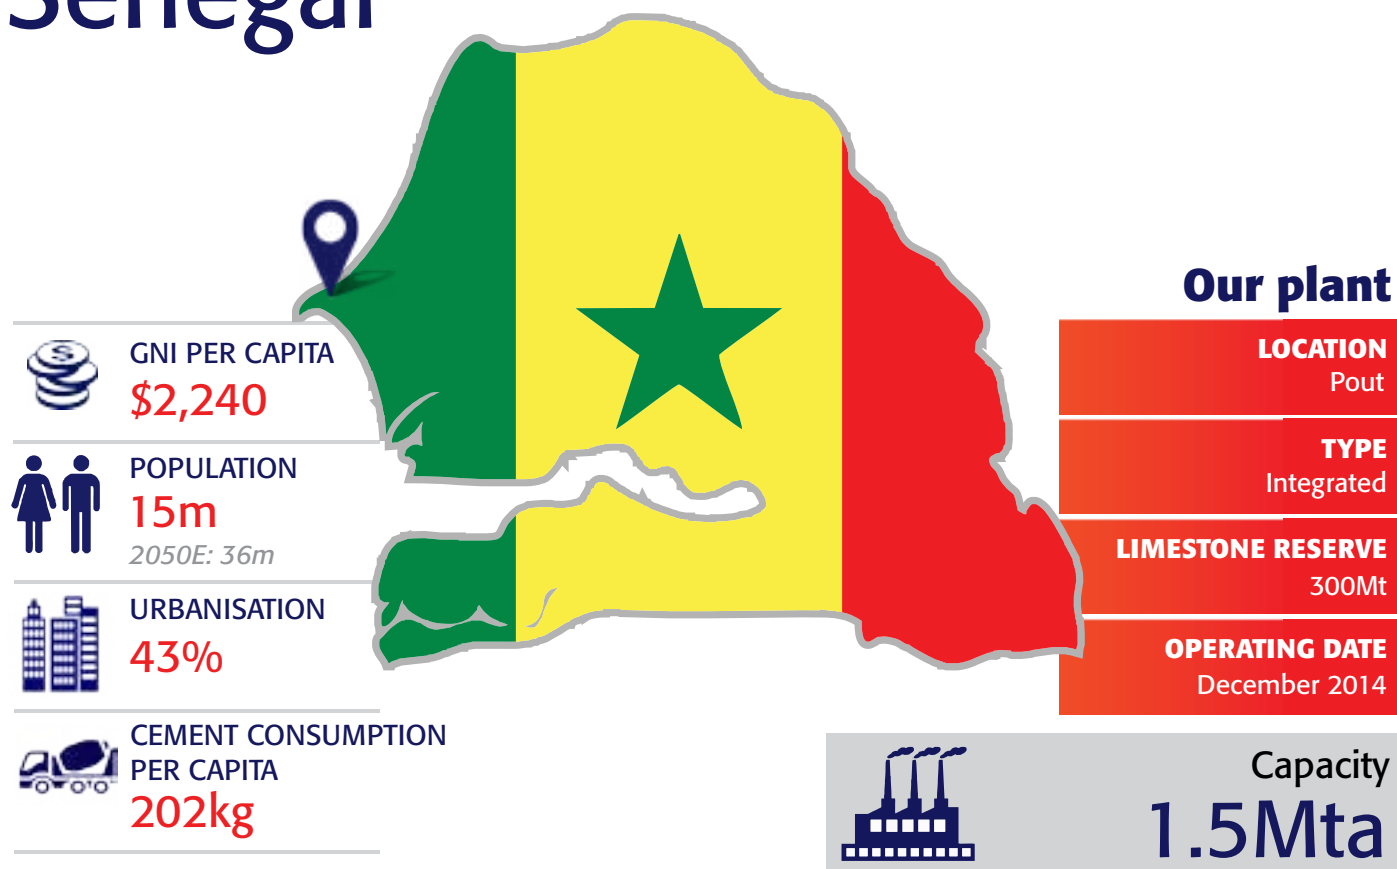 Senegal
GNI PER CAPITA
$2,240
POPULATION
15m
2050E: 36m
URBANISATION
43%
CEMENT CONSUMPTION
PER CAPITA
202kg
Our plant
LOCATION
Pout
TYPE
Integrated
LIMESTONE RESERVE
300Mt
OPERATING DATE
December 2014
Capacity
1.5Mta